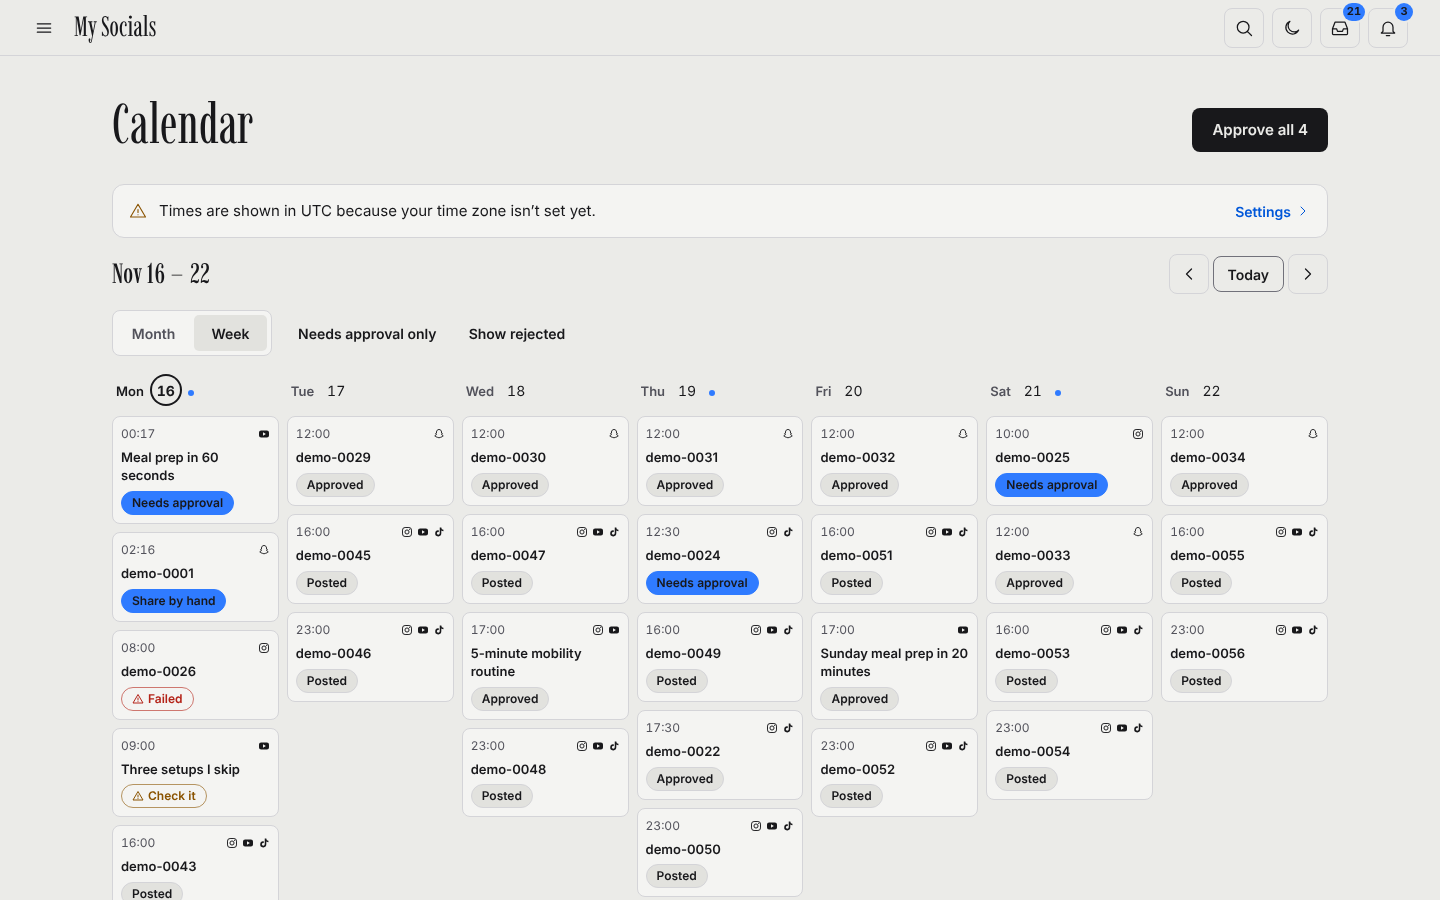 My Socials
21
3
Calendar
Approve all 4
Times are shown in UTC because your time zone isn’t set yet.
Settings
Nov 16 – 22
Today
Month
Week
Needs approval only
Show rejected
Mon 16
Tue 17
Wed 18
Thu 19
Fri 20
Sat 21
Sun 22
00:17
Meal prep in 60
seconds
Needs approval
02:16
demo-0001
Share by hand
08:00
demo-0026
Failed
09:00
Three setups I skip
Check it
16:00
demo-0043
Posted
12:00
demo-0029
Approved
16:00
demo-0045
Posted
23:00
demo-0046
Posted
12:00
demo-0030
Approved
16:00
demo-0047
Posted
17:00
5-minute mobility
routine
Approved
23:00
demo-0048
Posted
12:00
demo-0031
Approved
12:30
demo-0024
Needs approval
16:00
demo-0049
Posted
17:30
demo-0022
Approved
23:00
demo-0050
Posted
12:00
demo-0032
Approved
16:00
demo-0051
Posted
17:00
Sunday meal prep in 20
minutes
Approved
23:00
demo-0052
Posted
10:00
demo-0025
Needs approval
12:00
demo-0033
Approved
16:00
demo-0053
Posted
23:00
demo-0054
Posted
12:00
demo-0034
Approved
16:00
demo-0055
Posted
23:00
demo-0056
Posted